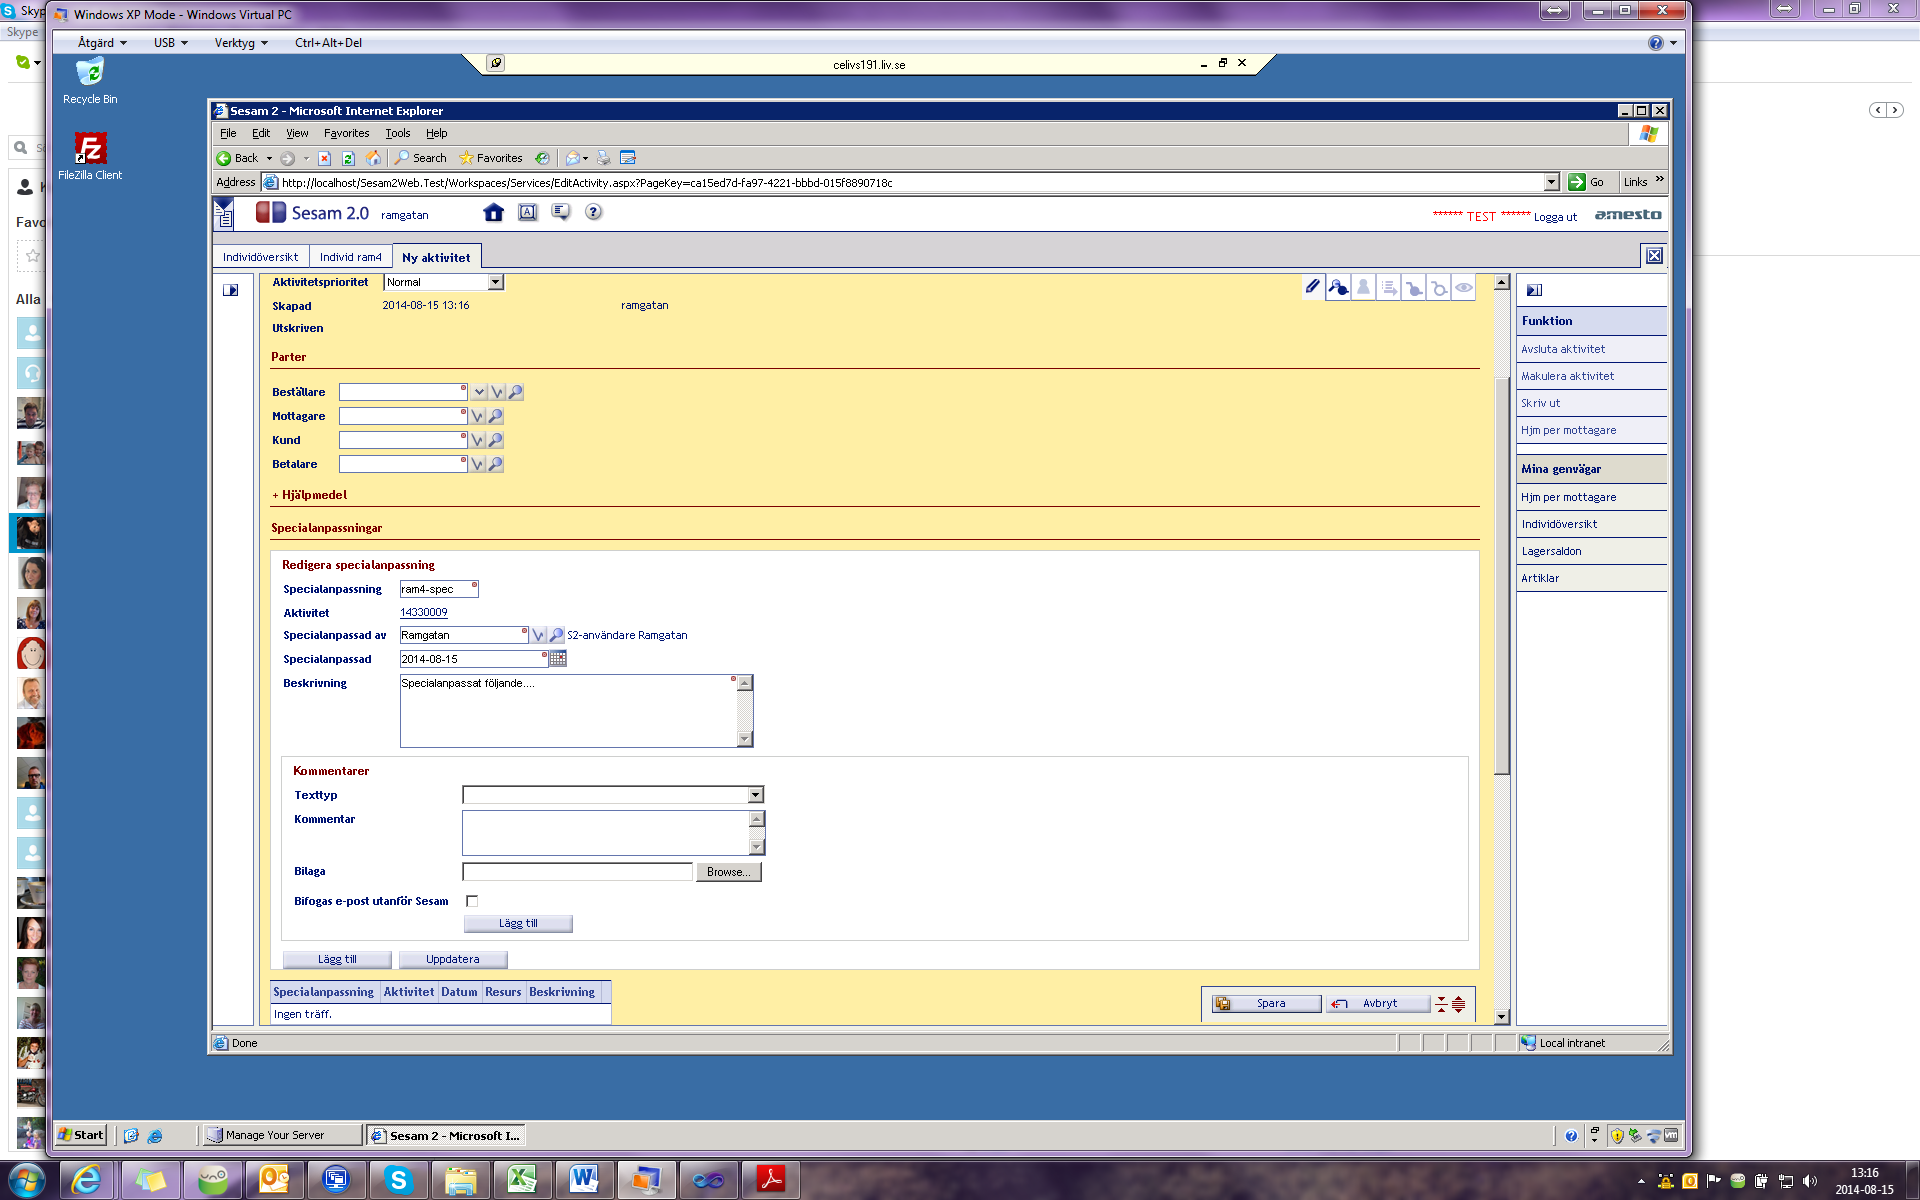 Skyp
Windows XP Mode - Windows Virtual PC
Skype
Åtgärd USB Verktyg Ctrl+Alt+Del
celivs191.liv.se
Recycle Bin
FileZilla Client
Favo
Alla
Sesam 2 - Microsoft Internet Explorer
File Edit View Favorites Tools Help
Back Search Favorites
Address http://localhost/Sesam2Web.Test/Workspaces/Services/EditActivity.aspx?PageKey=ca15ed7d-fa97-4221-bbbd-015f8890718c Go Links »
Sesam 2.0 ramgatan ****** TEST ****** Logga ut amesto
Individöversikt Individ ram4 Ny aktivitet
Aktivitetsprioritet Normal
Skapad 2014-08-15 13:16 ramgatan
Utskriven
Parter
Beställare
Mottagare
Kund
Betalare
+ Hjälpmedel
Specialanpassningar
Redigera specialanpassning
Specialanpassning ram4-spec
Aktivitet 14330009
Specialanpassad av Ramgatan S2-användare Ramgatan
Specialanpassad 2014-08-15
Beskrivning Specialanpassat följande....
Kommentarer
Texttyp
Kommentar
Bilaga Browse...
Bifogas e-post utanför Sesam
Lägg till
Lägg till Uppdatera
Specialanpassning Aktivitet Datum Resurs Beskrivning
Ingen träff.
Spara Avbryt
Funktion
Avsluta aktivitet
Makulera aktivitet
Skriv ut
Hjm per mottagare
Mina genvägar
Hjm per mottagare
Individöversikt
Lagersaldon
Artiklar
Done Local intranet
Start Manage Your Server Sesam 2 - Microsoft I...
13:16
2014-08-15